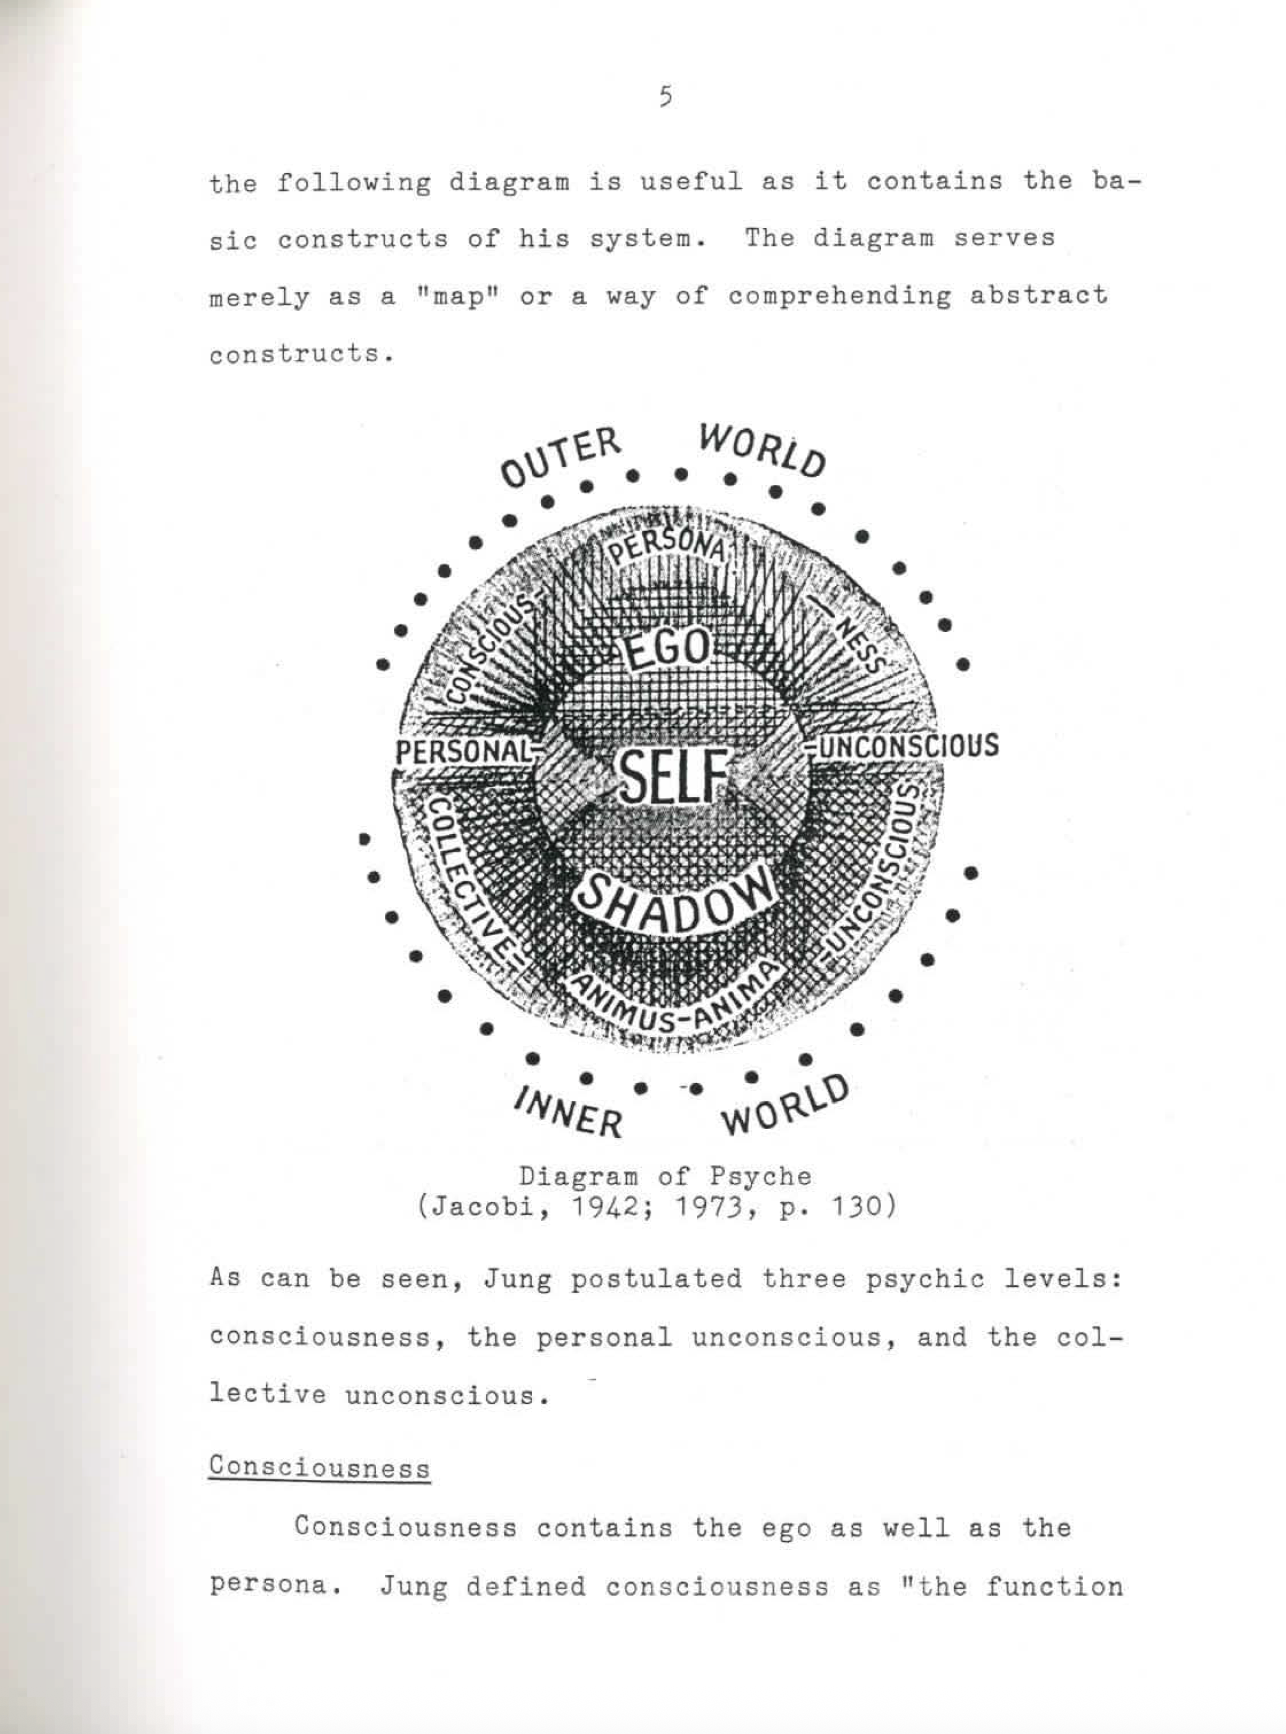 5
the following diagram is useful as it contains the ba-
sic constructs of his system.  The diagram serves
merely as a "map" or a way of comprehending abstract
constructs.
OUTER WORLD
PERSONA
CONSCIOUS- - NESS
EGO
PERSONAL- -UNCONSCIOUS
SELF
COLLECTIVE- -UNCONSCIOUS
SHADOW
ANIMUS-ANIMA
INNER WORLD
Diagram of Psyche
(Jacobi, 1942; 1973, p. 130)
As can be seen, Jung postulated three psychic levels:
consciousness, the personal unconscious, and the col-
lective unconscious.
Consciousness
Consciousness contains the ego as well as the
persona.  Jung defined consciousness as "the function